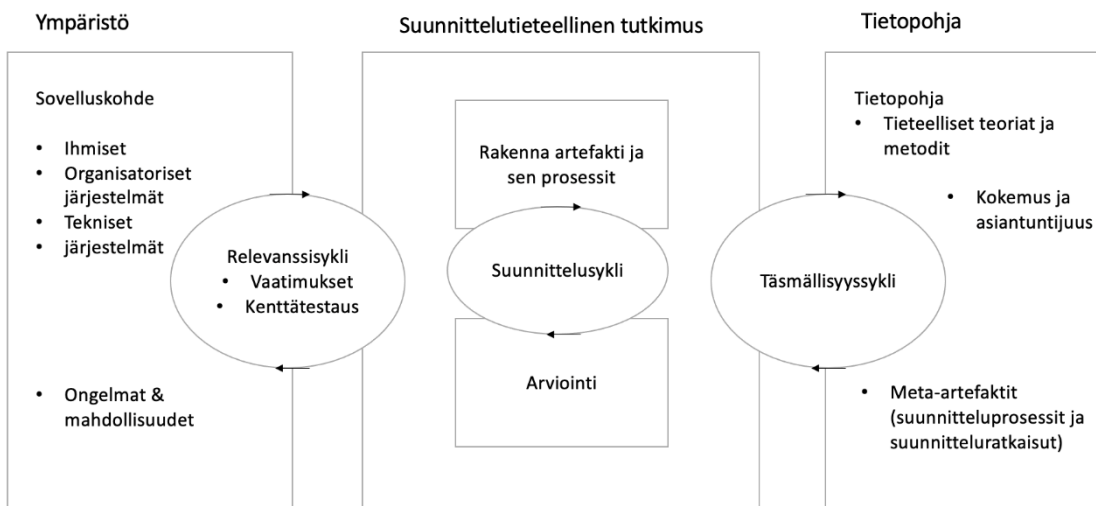 Ympäristö
Suunnittelutieteellinen tutkimus
Tietopohja
Sovelluskohde
• Ihmiset
• Organisatoriset
järjestelmät
• Tekniset
• järjestelmät
• Ongelmat &
mahdollisuudet
Relevanssisykli
• Vaatimukset
• Kenttätestaus
Rakenna artefakti ja
sen prosessit
Suunnittelusykli
Arviointi
Täsmällisyyssykli
Tietopohja
• Tieteelliset teoriat ja
metodit
• Kokemus ja
asiantuntijuus
• Meta-artefaktit
(suunnitteluprosessit ja
suunnitteluratkaisut)